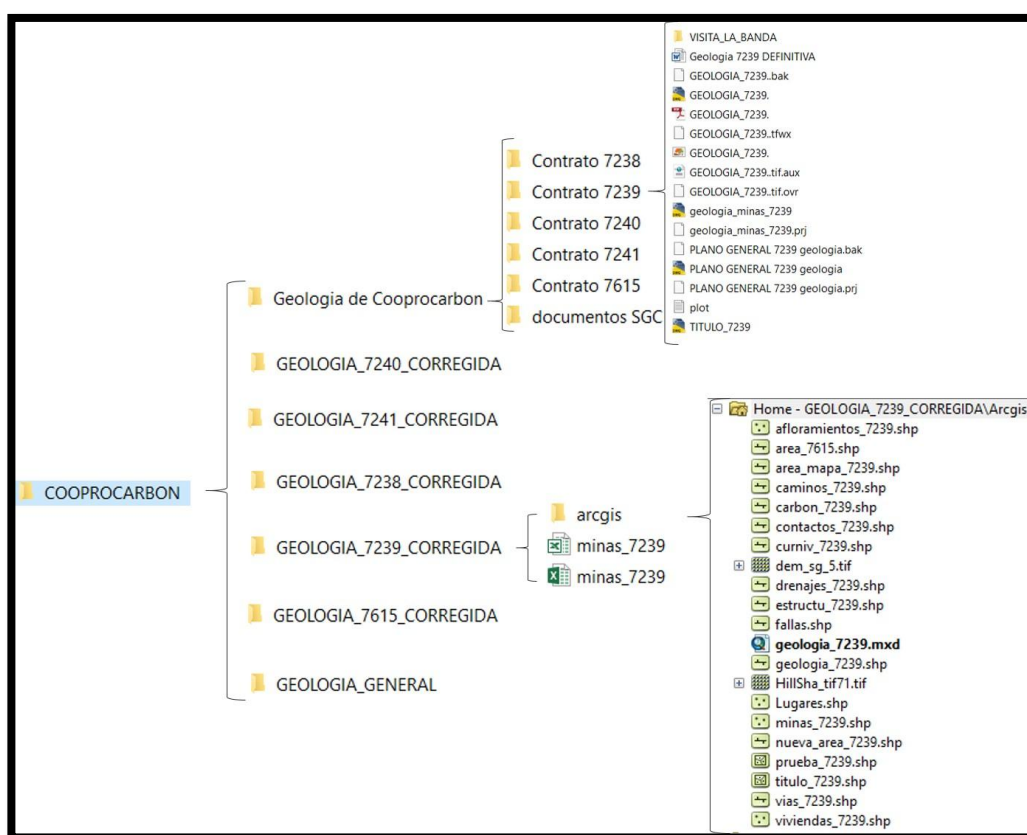 COOPROCARBON
Geologia de Cooprocarbon
GEOLOGIA_7240_CORREGIDA
GEOLOGIA_7241_CORREGIDA
GEOLOGIA_7238_CORREGIDA
GEOLOGIA_7239_CORREGIDA
GEOLOGIA_7615_CORREGIDA
GEOLOGIA_GENERAL
Contrato 7238
Contrato 7239
Contrato 7240
Contrato 7241
Contrato 7615
documentos SGC
VISITA_LA_BANDA
Geologia 7239 DEFINITIVA
GEOLOGIA_7239..bak
GEOLOGIA_7239.
GEOLOGIA_7239.
GEOLOGIA_7239..tfwx
GEOLOGIA_7239.
GEOLOGIA_7239..tif.aux
GEOLOGIA_7239..tif.ovr
geologia_minas_7239
geologia_minas_7239.prj
PLANO GENERAL 7239 geologia.bak
PLANO GENERAL 7239 geologia
PLANO GENERAL 7239 geologia.prj
plot
TITULO_7239
arcgis
minas_7239
minas_7239
Home - GEOLOGIA_7239_CORREGIDA\Arcgis
afloramientos_7239.shp
area_7615.shp
area_mapa_7239.shp
caminos_7239.shp
carbon_7239.shp
contactos_7239.shp
curniv_7239.shp
dem_sg_5.tif
drenajes_7239.shp
estructu_7239.shp
fallas.shp
geologia_7239.mxd
geologia_7239.shp
HillSha_tif71.tif
Lugares.shp
minas_7239.shp
nueva_area_7239.shp
prueba_7239.shp
titulo_7239.shp
vias_7239.shp
viviendas_7239.shp